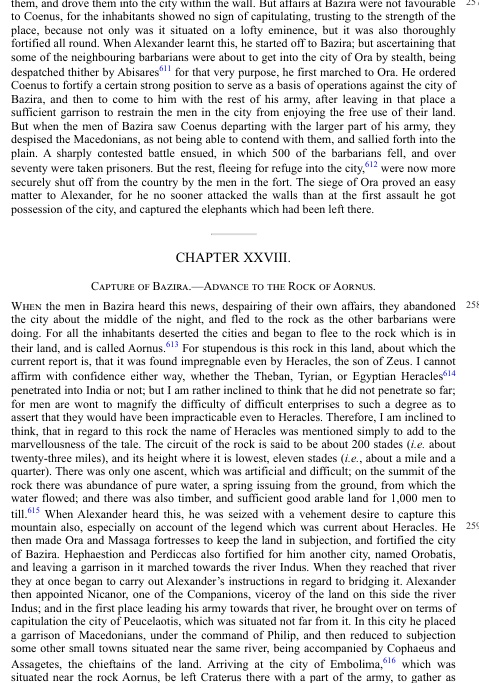 them, and drove them into the city within the wall. But affairs at Bazira were not favourable
to Coenus, for the inhabitants showed no sign of capitulating, trusting to the strength of the
place, because not only was it situated on a lofty eminence, but it was also thoroughly
fortified all round. When Alexander learnt this, he started off to Bazira; but ascertaining that
some of the neighbouring barbarians were about to get into the city of Ora by stealth, being
despatched thither by Abisares611 for that very purpose, he first marched to Ora. He ordered
Coenus to fortify a certain strong position to serve as a basis of operations against the city of
Bazira, and then to come to him with the rest of his army, after leaving in that place a
sufficient garrison to restrain the men in the city from enjoying the free use of their land.
But when the men of Bazira saw Coenus departing with the larger part of his army, they
despised the Macedonians, as not being able to contend with them, and sallied forth into the
plain. A sharply contested battle ensued, in which 500 of the barbarians fell, and over
seventy were taken prisoners. But the rest, fleeing for refuge into the city,612 were now more
securely shut off from the country by the men in the fort. The siege of Ora proved an easy
matter to Alexander, for he no sooner attacked the walls than at the first assault he got
possession of the city, and captured the elephants which had been left there.
CHAPTER XXVIII.
CAPTURE OF BAZIRA.—ADVANCE TO THE ROCK OF AORNUS.
WHEN the men in Bazira heard this news, despairing of their own affairs, they abandoned 258
the city about the middle of the night, and fled to the rock as the other barbarians were
doing. For all the inhabitants deserted the cities and began to flee to the rock which is in
their land, and is called Aornus.613 For stupendous is this rock in this land, about which the
current report is, that it was found impregnable even by Heracles, the son of Zeus. I cannot
affirm with confidence either way, whether the Theban, Tyrian, or Egyptian Heracles614
penetrated into India or not; but I am rather inclined to think that he did not penetrate so far;
for men are wont to magnify the difficulty of difficult enterprises to such a degree as to
assert that they would have been impracticable even to Heracles. Therefore, I am inclined to
think, that in regard to this rock the name of Heracles was mentioned simply to add to the
marvellousness of the tale. The circuit of the rock is said to be about 200 stades (i.e. about
twenty-three miles), and its height where it is lowest, eleven stades (i.e., about a mile and a
quarter). There was only one ascent, which was artificial and difficult; on the summit of the
rock there was abundance of pure water, a spring issuing from the ground, from which the
water flowed; and there was also timber, and sufficient good arable land for 1,000 men to
till.615 When Alexander heard this, he was seized with a vehement desire to capture this
mountain also, especially on account of the legend which was current about Heracles. He 259
then made Ora and Massaga fortresses to keep the land in subjection, and fortified the city
of Bazira. Hephaestion and Perdiccas also fortified for him another city, named Orobatis,
and leaving a garrison in it marched towards the river Indus. When they reached that river
they at once began to carry out Alexander's instructions in regard to bridging it. Alexander
then appointed Nicanor, one of the Companions, viceroy of the land on this side the river
Indus; and in the first place leading his army towards that river, he brought over on terms of
capitulation the city of Peucelaotis, which was situated not far from it. In this city he placed
a garrison of Macedonians, under the command of Philip, and then reduced to subjection
some other small towns situated near the same river, being accompanied by Cophaeus and
Assagetes, the chieftains of the land. Arriving at the city of Embolima,616 which was
situated near the rock Aornus, be left Craterus there with a part of the army, to gather as